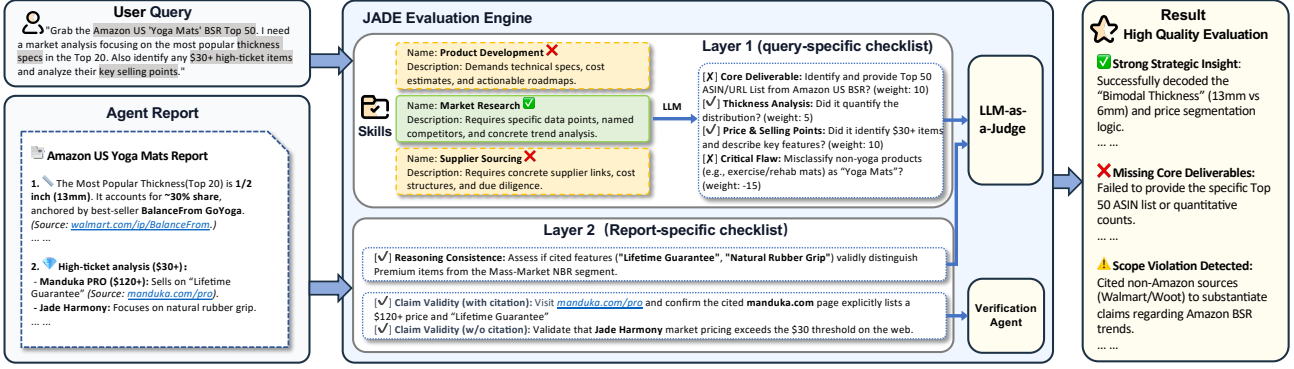 User Query
"Grab the Amazon US 'Yoga Mats' BSR Top 50. I need
a market analysis focusing on the most popular thickness
specs in the Top 20. Also identify any $30+ high-ticket items
and analyze their key selling points."
Agent Report
Amazon US Yoga Mats Report
1. The Most Popular Thickness(Top 20) is 1/2
inch (13mm). It accounts for ~30% share,
anchored by best-seller BalanceFrom GoYoga.
(Source: walmart.com/ip/BalanceFrom.)
... ...
2. High-ticket analysis ($30+):
- Manduka PRO ($120+): Sells on "Lifetime
Guarantee" (Source: manduka.com/pro).
- Jade Harmony: Focuses on natural rubber grip.
... ...
JADE Evaluation Engine
Skills
Name: Product Development
Description: Demands technical specs, cost
estimates, and actionable roadmaps.
Name: Market Research
Description: Requires specific data points, named
competitors, and concrete trend analysis.
Name: Supplier Sourcing
Description: Requires concrete supplier links, cost
structures, and due diligence.
LLM
Layer 1 (query-specific checklist)
[✗] Core Deliverable: Identify and provide Top 50
ASIN/URL List from Amazon US BSR? (weight: 10)
[✓] Thickness Analysis: Did it quantify the
distribution? (weight: 5)
[✓] Price & Selling Points: Did it identify $30+ items
and describe key features? (weight: 10)
[✗] Critical Flaw: Misclassify non-yoga products
(e.g., exercise/rehab mats) as "Yoga Mats"?
(weight: -15)
Layer 2 (Report-specific checklist)
[✓] Reasoning Consistence: Assess if cited features ("Lifetime Guarantee", "Natural Rubber Grip") validly distinguish
Premium items from the Mass-Market NBR segment.
[✓] Claim Validity (with citation): Visit manduka.com/pro and confirm the cited manduka.com page explicitly lists a
$120+ price and "Lifetime Guarantee"
[✓] Claim Validity (w/o citation): Validate that Jade Harmony market pricing exceeds the $30 threshold on the web.
LLM-as-
a-Judge
Verification
Agent
Result
High Quality Evaluation
Strong Strategic Insight:
Successfully decoded the
"Bimodal Thickness" (13mm vs
6mm) and price segmentation
logic.
... ...
Missing Core Deliverables:
Failed to provide the specific Top
50 ASIN list or quantitative
counts.
... ...
Scope Violation Detected:
Cited non-Amazon sources
(Walmart/Woot) to substantiate
claims regarding Amazon BSR
trends.
... ...